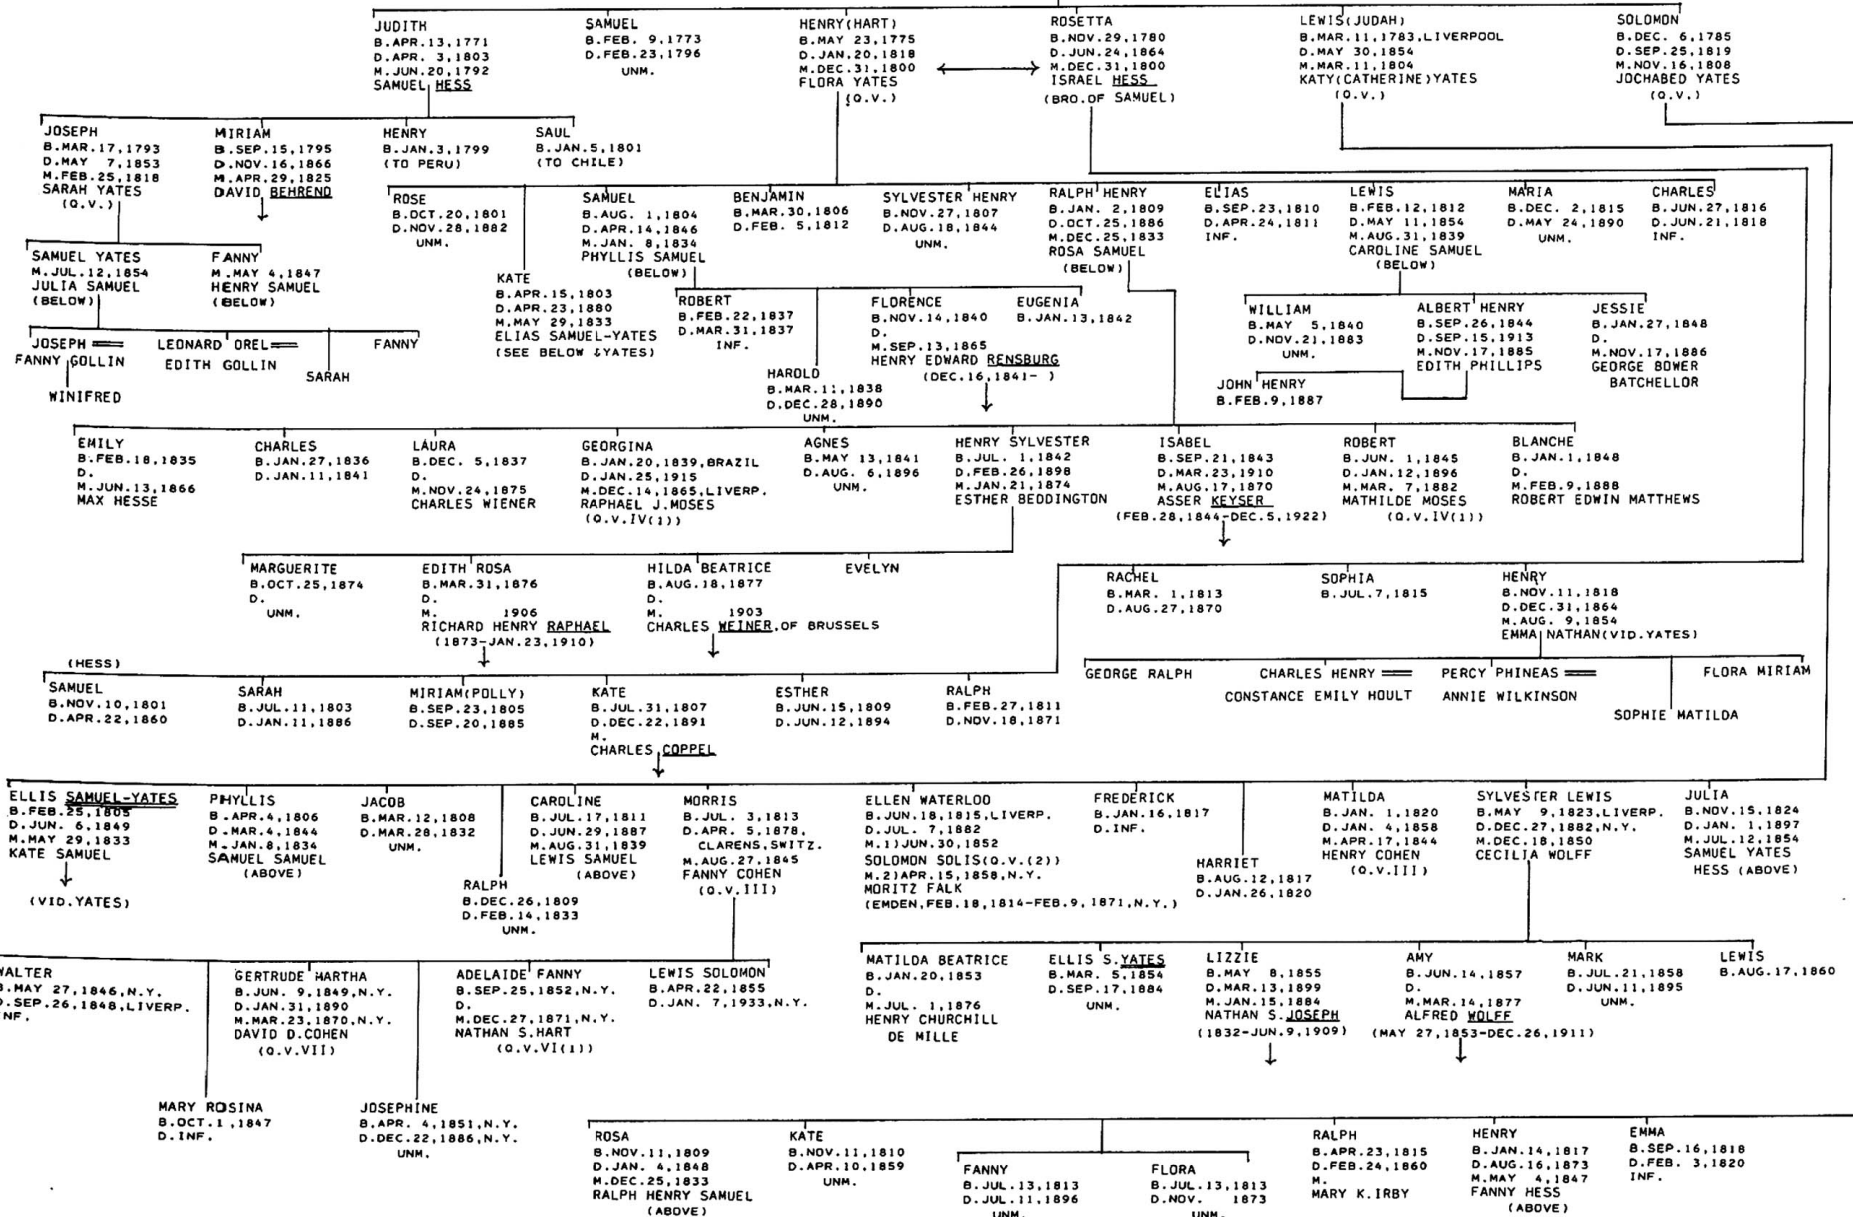 JUDITH
B.APR.13,1771
D.APR. 3,1803
M.JUN.20,1792
SAMUEL HESS
SAMUEL
B.FEB. 9,1773
D.FEB.23,1796
UNM.
HENRY(HART)
B.MAY 23,1775
D.JAN.20,1818
M.DEC.31,1800
FLORA YATES
(Q.V.)
ROSETTA
B.NOV.29,1780
D.JUN.24,1864
M.DEC.31,1800
ISRAEL HESS
(BRO.OF SAMUEL)
LEWIS(JUDAH)
B.MAR.11,1783,LIVERPOOL
D.MAY 30,1854
M.MAR.11,1804
KATY(CATHERINE)YATES
(Q.V.)
SOLOMON
B.DEC. 6,1785
D.SEP.25,1819
M.NOV.16,1808
JOCHABED YATES
(Q.V.)
JOSEPH
B.MAR.17,1793
D.MAY 7,1853
M.FEB.25,1818
SARAH YATES
(Q.V.)
MIRIAM
B.SEP.15,1795
D.NOV.16,1866
M.APR.29,1825
DAVID BEHREND
HENRY
B.JAN.3,1799
(TO PERU)
SAUL
B.JAN.5,1801
(TO CHILE)
ROSE
B.OCT.20,1801
D.NOV.28,1882
UNM.
SAMUEL
B.AUG. 1,1804
D.APR.14,1846
M.JAN. 8,1834
PHYLLIS SAMUEL
(BELOW)
BENJAMIN
B.MAR.30,1806
D.FEB. 5,1812
SYLVESTER HENRY
B.NOV.27,1807
D.AUG.18,1844
UNM.
RALPH HENRY
B.JAN. 2,1809
D.OCT.25,1886
M.DEC.25,1833
ROSA SAMUEL
(BELOW)
ELIAS
B.SEP.23,1810
D.APR.24,1811
INF.
LEWIS
B.FEB.12,1812
D.MAY 11,1854
M.AUG.31,1839
CAROLINE SAMUEL
(BELOW)
MARIA
B.DEC. 2,1815
D.MAY 24,1890
UNM.
CHARLES
B.JUN.27,1816
D.JUN.21,1818
INF.
SAMUEL YATES
M.JUL.12,1854
JULIA SAMUEL
(BELOW)
FANNY
M.MAY 4,1847
HENRY SAMUEL
(BELOW)
KATE
B.APR.15,1803
D.APR.23,1880
M.MAY 29,1833
ELIAS SAMUEL-YATES
(SEE BELOW &YATES)
ROBERT
B.FEB.22,1837
D.MAR.31,1837
INF.
HAROLD
B.MAR.11,1838
D.DEC.28,1890
UNM.
FLORENCE
B.NOV.14,1840
D.
M.SEP.13,1865
HENRY EDWARD RENSBURG
(DEC.16,1841- )
EUGENIA
B.JAN.13,1842
WILLIAM
B.MAY 5,1840
D.NOV.21,1883
UNM.
ALBERT HENRY
B.SEP.26,1844
D.SEP.15,1913
M.NOV.17,1885
EDITH PHILLIPS
JESSIE
B.JAN.27,1848
D.
M.NOV.17,1886
GEORGE BOWER
BATCHELLOR
JOHN HENRY
B.FEB.9,1887
JOSEPH
FANNY GOLLIN
WINIFRED
LEONARD OREL
EDITH GOLLIN
SARAH
FANNY
EMILY
B.FEB.18,1835
D.
M.JUN.13,1866
MAX HESSE
CHARLES
B.JAN.27,1836
D.JAN.11,1841
LAURA
B.DEC. 5,1837
D.
M.NOV.24,1875
CHARLES WIENER
GEORGINA
B.JAN.20,1839,BRAZIL
D.JAN.25,1915
M.DEC.14,1865,LIVERP.
RAPHAEL J.MOSES
(Q.V.IV(1))
AGNES
B.MAY 13,1841
D.AUG. 6,1896
UNM.
HENRY SYLVESTER
B.JUL. 1,1842
D.FEB.26,1898
M.JAN.21,1874
ESTHER BEDDINGTON
ISABEL
B.SEP.21,1843
D.MAR.23,1910
M.AUG.17,1870
ASSER KEYSER
(FEB.28,1844-DEC.5,1922)
ROBERT
B.JUN. 1,1845
D.JAN.12,1896
M.MAR. 7,1882
MATHILDE MOSES
(Q.V.IV(1))
BLANCHE
B.JAN.1,1848
D.
M.FEB.9,1888
ROBERT EDWIN MATTHEWS
MARGUERITE
B.OCT.25,1874
D.
UNM.
EDITH ROSA
B.MAR.31,1876
D.
M. 1906
RICHARD HENRY RAPHAEL
(1873-JAN.23,1910)
HILDA BEATRICE
B.AUG.18,1877
D.
M. 1903
CHARLES WEINER,OF BRUSSELS
EVELYN
RACHEL
B.MAR. 1,1813
D.AUG.27,1870
SOPHIA
B.JUL.7,1815
HENRY
B.NOV.11,1818
D.DEC.31,1864
M.AUG. 9,1854
EMMA NATHAN(VID.YATES)
GEORGE RALPH
CHARLES HENRY
CONSTANCE EMILY HOULT
PERCY PHINEAS
ANNIE WILKINSON
SOPHIE MATILDA
FLORA MIRIAM
(HESS)
SAMUEL
B.NOV.10,1801
D.APR.22,1860
SARAH
B.JUL.11,1803
D.JAN.11,1886
MIRIAM(POLLY)
B.SEP.23,1805
D.SEP.20,1885
KATE
B.JUL.31,1807
D.DEC.22,1891
M.
CHARLES COPPEL
ESTHER
B.JUN.15,1809
D.JUN.12,1894
RALPH
B.FEB.27,1811
D.NOV.18,1871
ELLIS SAMUEL-YATES
B.FEB.25,1805
D.JUN. 6,1849
M.MAY 29,1833
KATE SAMUEL
(VID.YATES)
PHYLLIS
B.APR.4,1806
D.MAR.4,1844
M.JAN.8,1834
SAMUEL SAMUEL
(ABOVE)
JACOB
B.MAR.12,1808
D.MAR.28,1832
UNM.
RALPH
B.DEC.26,1809
D.FEB.14,1833
UNM.
CAROLINE
B.JUL.17,1811
D.JUN.29,1887
M.AUG.31,1839
LEWIS SAMUEL
(ABOVE)
MORRIS
B.JUL. 3,1813
D.APR. 5,1878,
CLARENS,SWITZ.
M.AUG.27,1845
FANNY COHEN
(Q.V.III)
ELLEN WATERLOO
B.JUN.18,1815,LIVERP.
D.JUL. 7,1882
M.1)JUN.30,1852
SOLOMON SOLIS(Q.V.(2))
M.2)APR.15,1858,N.Y.
MORITZ FALK
(EMDEN,FEB.18,1814-FEB.9,1871,N.Y.)
FREDERICK
B.JAN.16,1817
D.INF.
HARRIET
B.AUG.12,1817
D.JAN.26,1820
MATILDA
B.JAN. 1,1820
D.JAN. 4,1858
M.APR.17,1844
HENRY COHEN
(Q.V.III)
SYLVESTER LEWIS
B.MAY 9,1823,LIVERP.
D.DEC.27,1882,N.Y.
M.DEC.18,1850
CECILIA WOLFF
JULIA
B.NOV.15,1824
D.JAN. 1,1897
M.JUL.12,1854
SAMUEL YATES
HESS (ABOVE)
WALTER
B.MAY 27,1846,N.Y.
D.SEP.26,1848,LIVERP.
INF.
MARY ROSINA
B.OCT.1,1847
D.INF.
GERTRUDE HARTHA
B.JUN. 9,1849,N.Y.
D.JAN.31,1890
M.MAR.23,1870,N.Y.
DAVID D.COHEN
(Q.V.VII)
JOSEPHINE
B.APR. 4,1851,N.Y.
D.DEC.22,1886,N.Y.
UNM.
ADELAIDE FANNY
B.SEP.25,1852,N.Y.
D.
M.DEC.27,1871,N.Y.
NATHAN S.HART
(Q.V.VI(1))
LEWIS SOLOMON
B.APR.22,1855
D.JAN. 7,1933,N.Y.
MATILDA BEATRICE
B.JAN.20,1853
D.
M.JUL. 1,1876
HENRY CHURCHILL
DE MILLE
ELLIS S.YATES
B.MAR. 5,1854
D.SEP.17,1884
UNM.
LIZZIE
B.MAY 8,1855
D.MAR.13,1899
M.JAN.15,1884
NATHAN S.JOSEPH
(1832-JUN.9,1909)
AMY
B.JUN.14,1857
D.
M.MAR.14,1877
ALFRED WOLFF
(MAY 27,1853-DEC.26,1911)
MARK
B.JUL.21,1858
D.JUN.11,1895
UNM.
LEWIS
B.AUG.17,1860
ROSA
B.NOV.11,1809
D.JAN. 4,1848
M.DEC.25,1833
RALPH HENRY SAMUEL
(ABOVE)
KATE
B.NOV.11,1810
D.APR.10,1859
UNM.
FANNY
B.JUL.13,1813
D.JUL.11,1896
UNM.
FLORA
B.JUL.13,1813
D.NOV. 1873
UNM.
RALPH
B.APR.23,1815
D.FEB.24,1860
M.
MARY K.IRBY
HENRY
B.JAN.14,1817
D.AUG.16,1873
M.MAY 4,1847
FANNY HESS
(ABOVE)
EMMA
B.SEP.16,1818
D.FEB. 3,1820
INF.